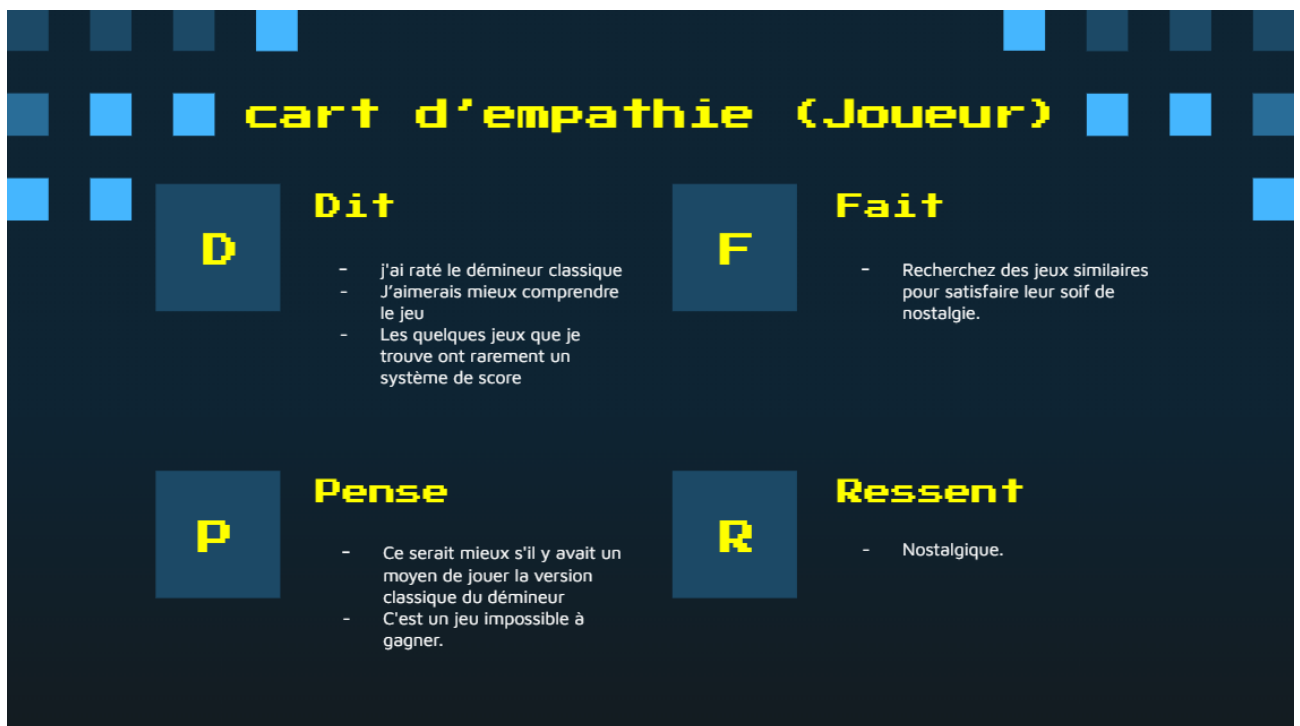 cart d'empathie (Joueur)
D
Dit
- j'ai raté le démineur classique
- J'aimerais mieux comprendre
le jeu
- Les quelques jeux que je
trouve ont rarement un
système de score
F
Fait
- Recherchez des jeux similaires
pour satisfaire leur soif de
nostalgie.
P
Pense
- Ce serait mieux s'il y avait un
moyen de jouer la version
classique du démineur
- C'est un jeu impossible à
gagner.
R
Ressent
- Nostalgique.